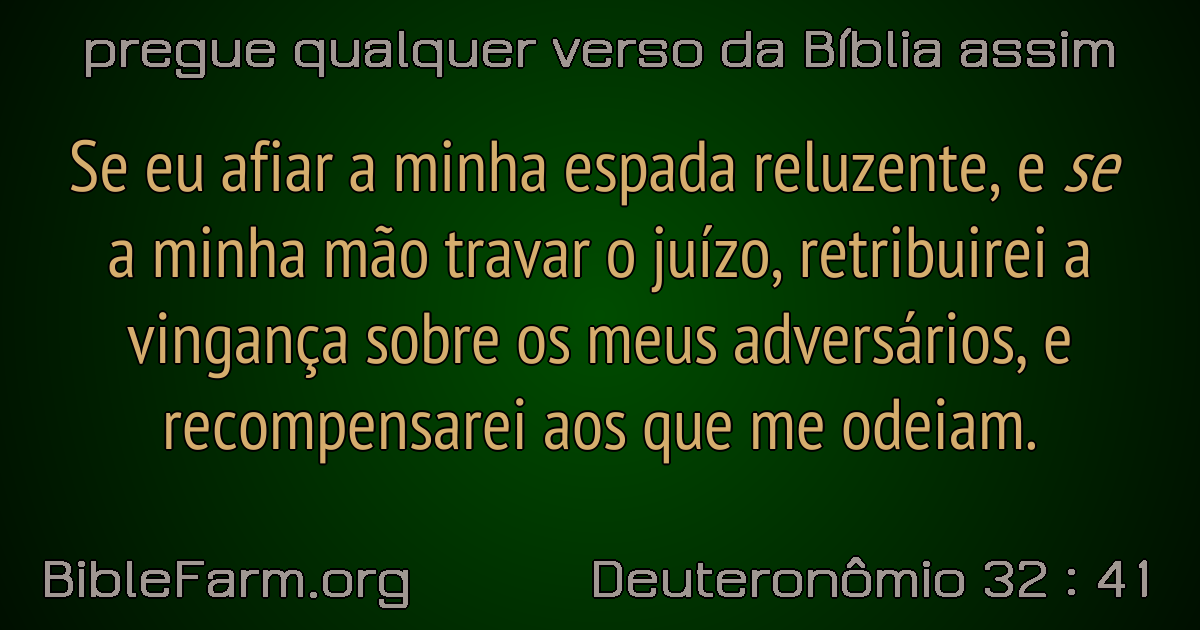 pregue qualquer verso da Bíblia assim
Se eu afiar a minha espada reluzente, e se
a minha mão travar o juízo, retribuirei a
vingança sobre os meus adversários, e
recompensarei aos que me odeiam.
BibleFarm.org
Deuteronômio 32 : 41